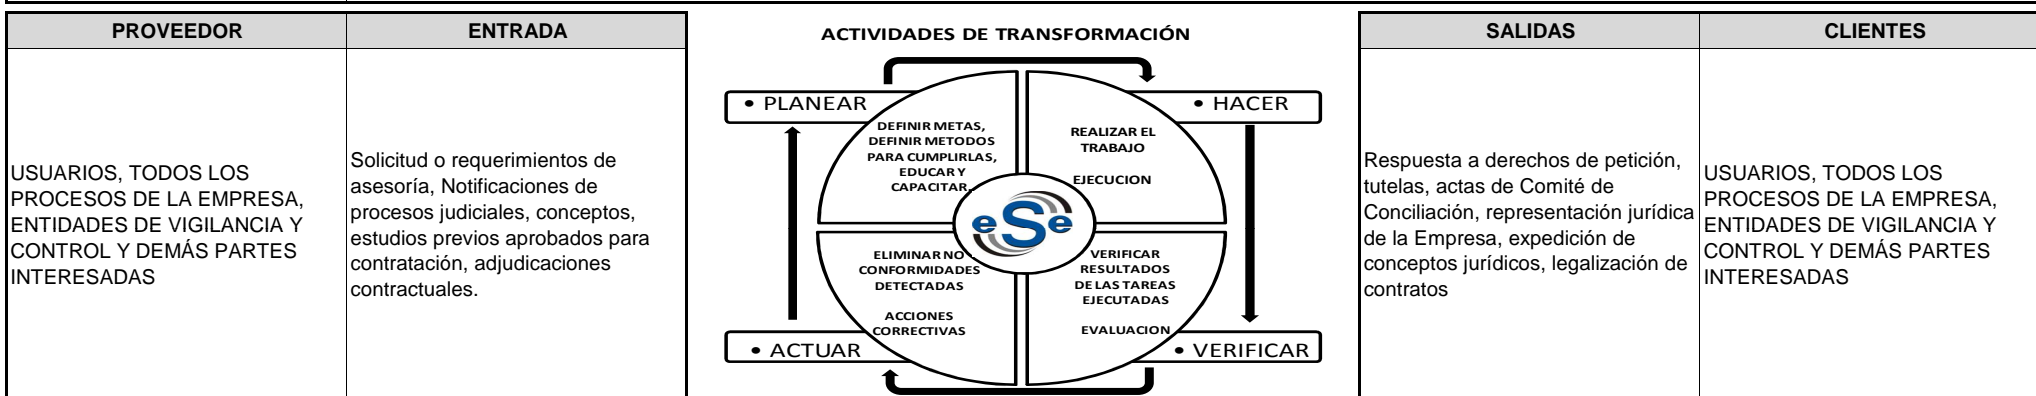 PROVEEDOR
ENTRADA
USUARIOS, TODOS LOS
PROCESOS DE LA EMPRESA,
ENTIDADES DE VIGILANCIA Y
CONTROL Y DEMÁS PARTES
INTERESADAS
Solicitud o requerimientos de
asesoría, Notificaciones de
procesos judiciales, conceptos,
estudios previos aprobados para
contratación, adjudicaciones
contractuales.
ACTIVIDADES DE TRANSFORMACIÓN
• PLANEAR
DEFINIR METAS,
DEFINIR METODOS
PARA CUMPLIRLAS,
EDUCAR Y
CAPACITAR.
• HACER
REALIZAR EL
TRABAJO
EJECUCION
eSe
ELIMINAR NO
CONFORMIDADES
DETECTADAS
ACCIONES
CORRECTIVAS
• ACTUAR
VERIFICAR
RESULTADOS
DE LAS TAREAS
EJECUTADAS
EVALUACION
• VERIFICAR
SALIDAS
CLIENTES
Respuesta a derechos de petición,
tutelas, actas de Comité de
Conciliación, representación jurídica
de la Empresa, expedición de
conceptos jurídicos, legalización de
contratos
USUARIOS, TODOS LOS
PROCESOS DE LA EMPRESA,
ENTIDADES DE VIGILANCIA Y
CONTROL Y DEMÁS PARTES
INTERESADAS